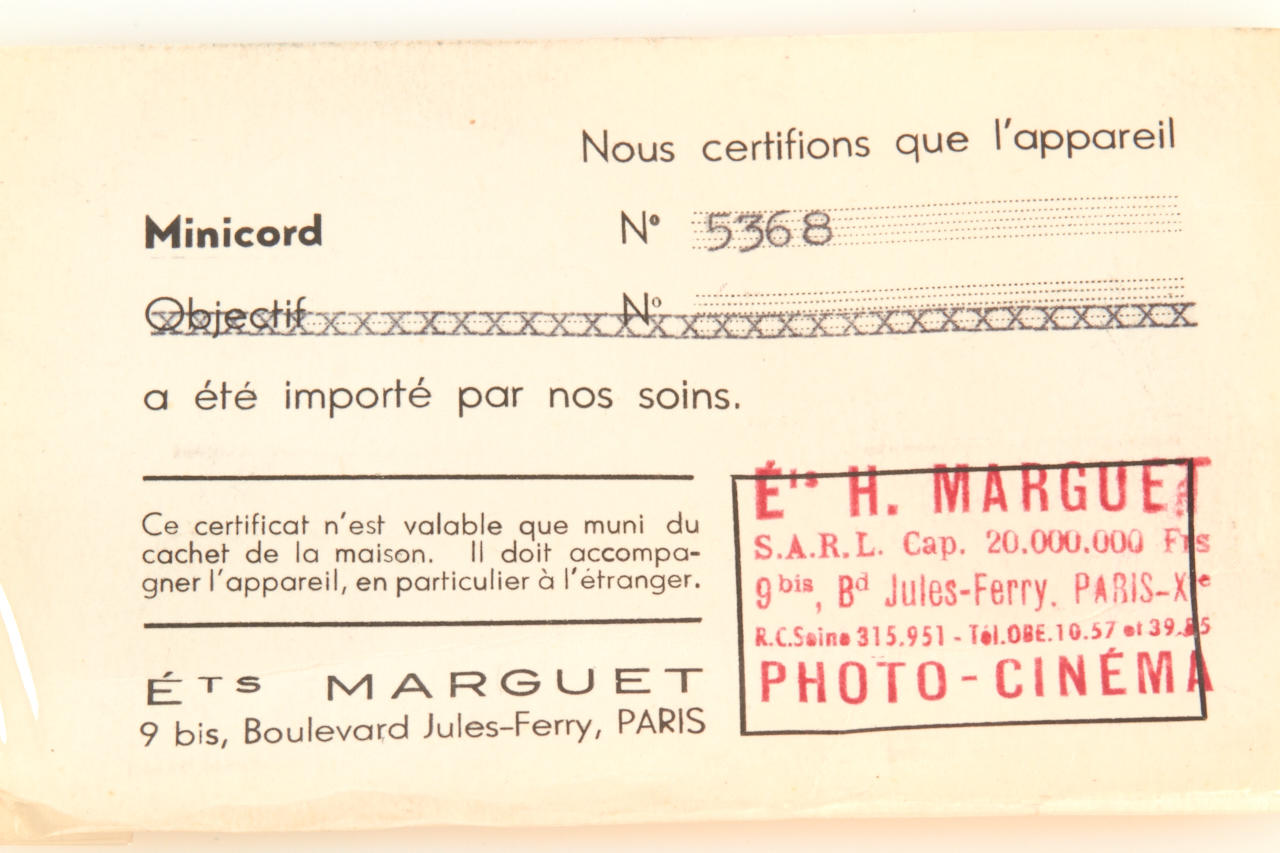 Nous certifions que l'appareil
Minicord Nº 5368
Objectif Nº
XXXXXXXXXXXXXXXXXXXXXXXXXXXXXXX
a été importé par nos soins.
Ce certificat n'est valable que muni du
cachet de la maison. Il doit accompa-
gner l'appareil, en particulier à l'étranger.
ÉTS MARGUET
9 bis, Boulevard Jules-Ferry, PARIS
Éts H. MARGUET
S.A.R.L. Cap. 20.000.000 Frs
9bis, Bd Jules-Ferry. PARIS-XIe
R.C.Seine 315.951 - Tél.OBE.10.57 et
PHOTO-CINÉMA